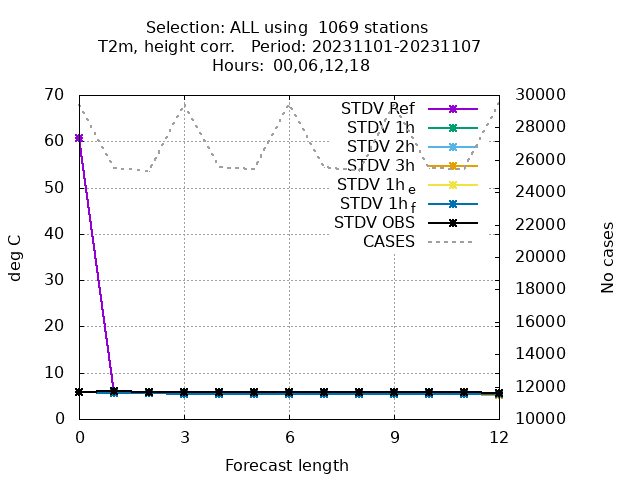 Selection: ALL using  1069 stations
T2m, height corr.   Period: 20231101-20231107
Hours:  00,06,12,18
70
60
50
40
30
20
10
0
30000
28000
26000
24000
22000
20000
18000
16000
14000
12000
10000
STDV Ref
STDV 1h
STDV 2h
STDV 3h
STDV 1h e
STDV 1h f
STDV OBS
CASES
deg C
No cases
0 3 6 9 12
Forecast length